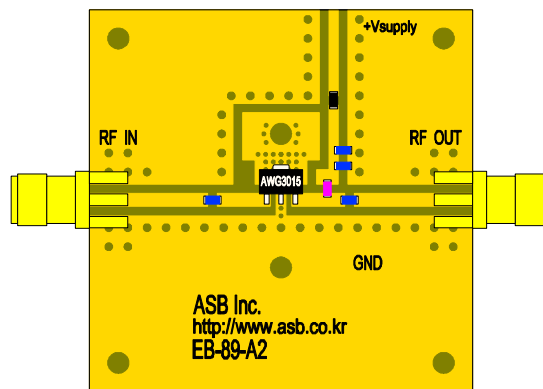 +Vsupply
RF IN
RF OUT
AWG3015
GND
ASB Inc.
http://www.asb.co.kr
EB-89-A2